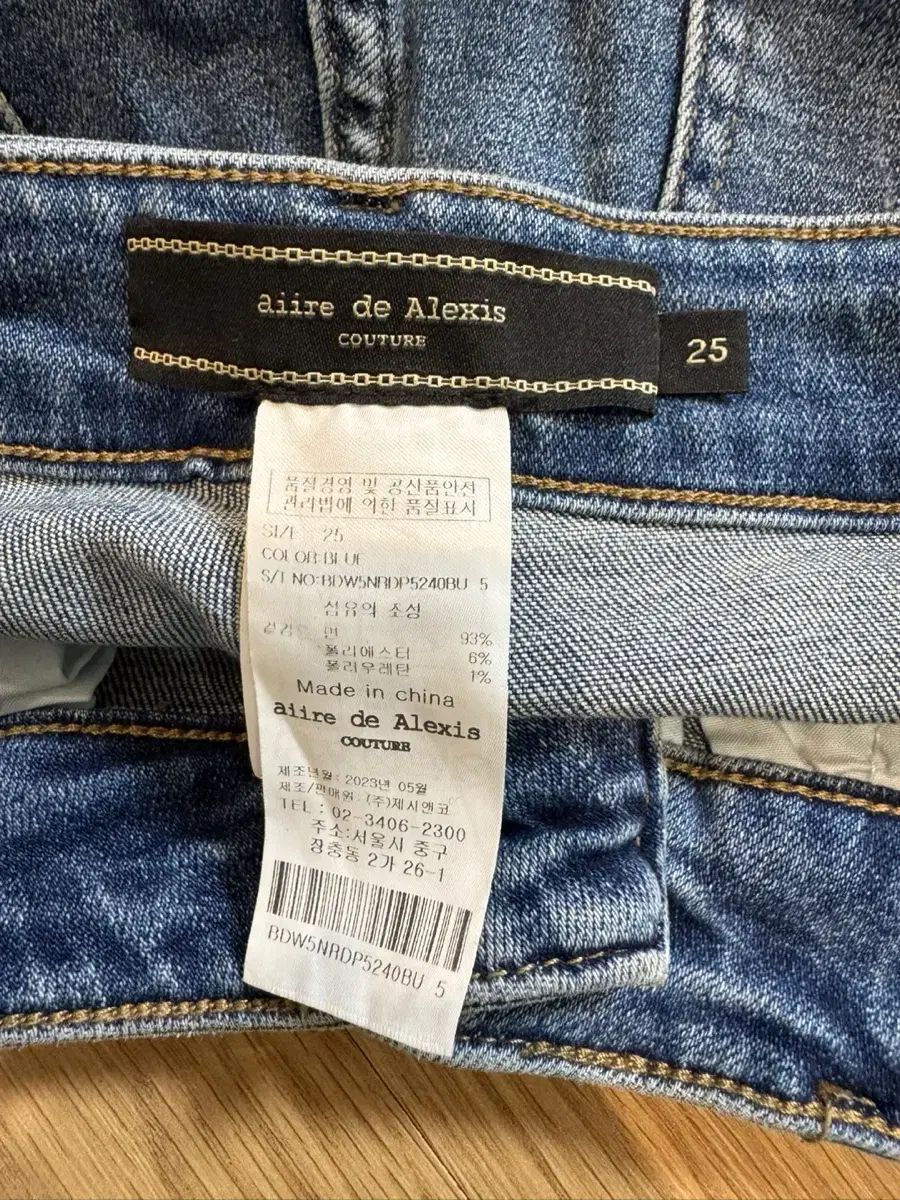 aiire de Alexis
COUTURE
25
품질경영 및 공산품안전
관리법에 의한 품질표시
SIZE 25
COLOR:BLUE
S/T NO:BDW5NRDP5240BU 5
섬유의 조성
겉감 면 93%
폴리에스터 6%
폴리우레탄 1%
Made in china
aiire de Alexis
COUTURE
제조년월 : 2023년 05월
제조/판매원 : (주)제시앤코
TEL : 02-3406-2300
주소:서울시 중구
장충동 2가 26-1
BDW5NRDP5240BU 5